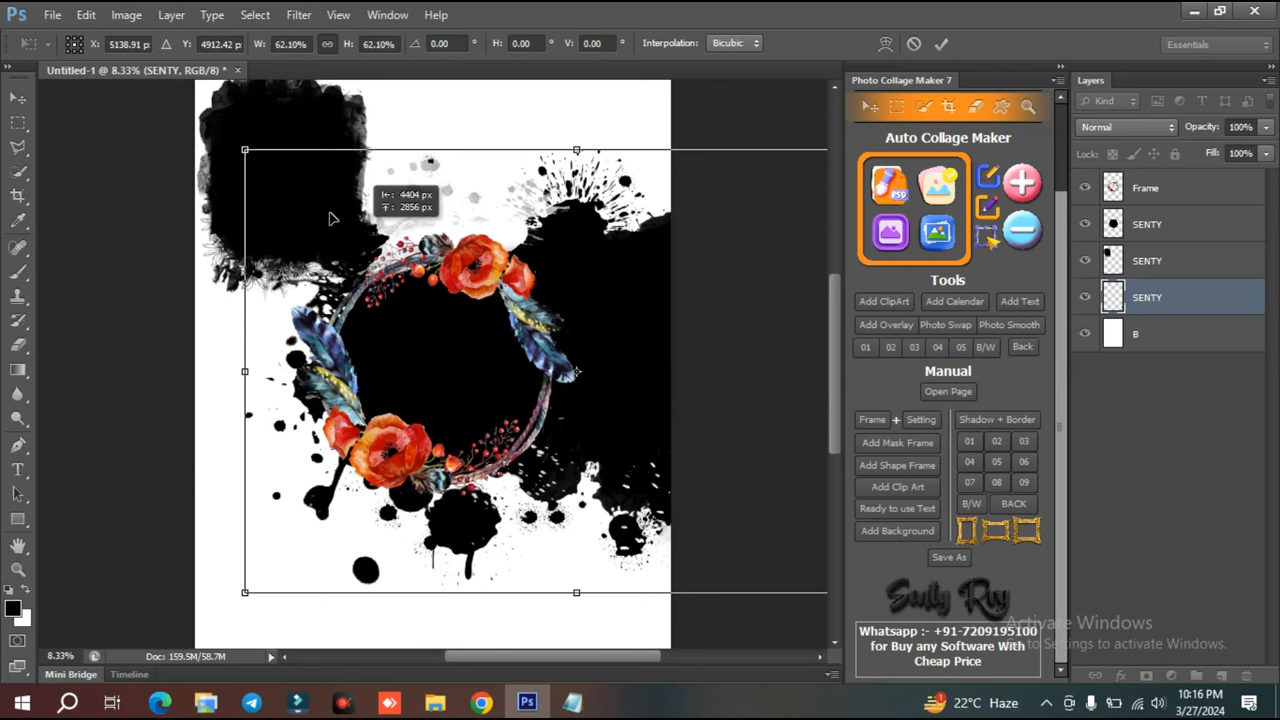 Ps File Edit Image Layer Type Select Filter View Window Help
X: 5138.91 p Y: 4912.42 p W: 62.10% H: 62.10% 0.00 ° H: 0.00 ° V: 0.00 ° Interpolation: Bicubic Essentials
Untitled-1 @ 8.33% (SENTY, RGB/8) * ×
4404 px
2856 px
T
8.33% Doc: 159.5M/58.7M
Mini Bridge Timeline
Photo Collage Maker 7
Auto Collage Maker
PSD
Tools
Add ClipArt Add Calendar Add Text
Add Overlay Photo Swap Photo Smooth
01 02 03 04 05 B/W Back
Manual
Open Page
Frame + Setting Shadow + Border
Add Mask Frame 01 02 03
Add Shape Frame 04 05 06
Add Clip Art 07 08 09
Ready to use Text B/W BACK
Add Background
Save As
Senty Roy
Whatsapp :- +91-7209195100
for Buy any Software With
Cheap Price
Layers
Kind
Normal Opacity: 100%
Lock: Fill: 100%
Frame
SENTY
SENTY
SENTY
B
fx
Activate Windows
Go to Settings to activate Windows.
Ps 22°C Haze 10:16 PM
3/27/2024